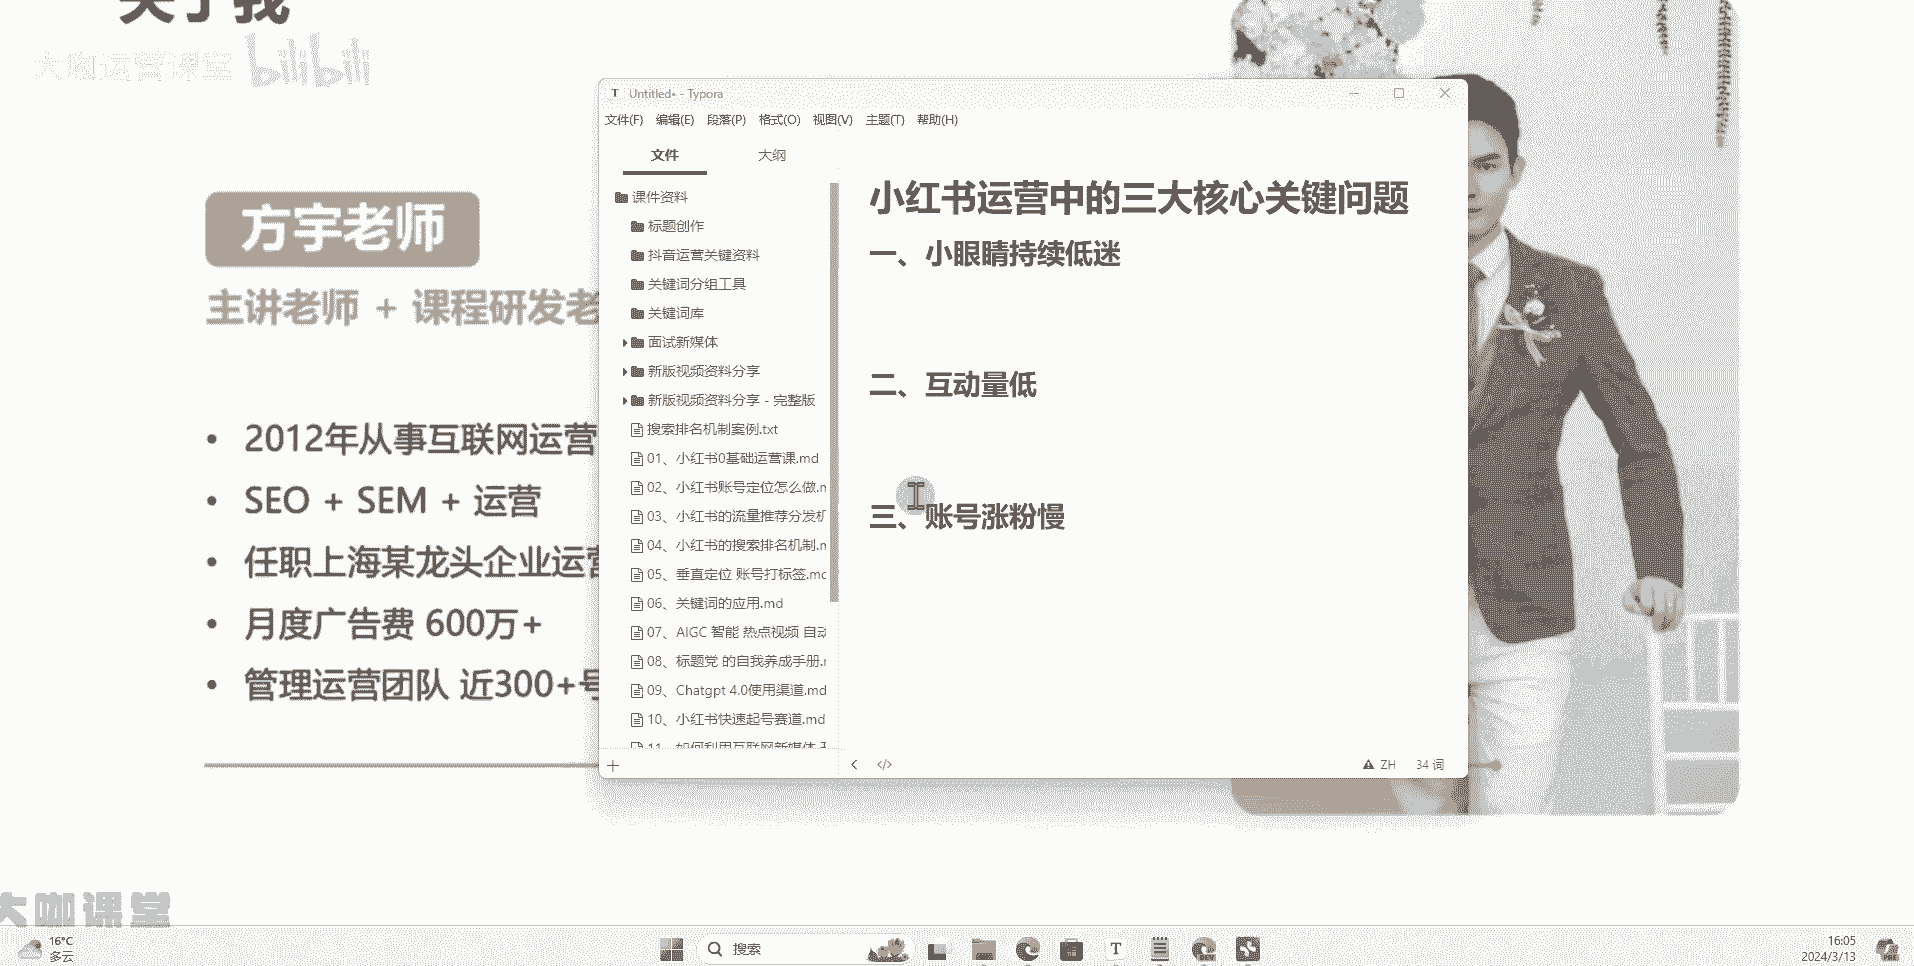 关于我
大咖运营课堂 bilibili
方宇老师
主讲老师 + 课程研发老
• 2012年从事互联网运营
• SEO + SEM + 运营
• 任职上海某龙头企业运营
• 月度广告费 600万+
• 管理运营团队 近300+号
Untitled• - Typora
文件(F) 编辑(E) 段落(P) 格式(O) 视图(V) 主题(T) 帮助(H)
文件 大纲
课件资料
标题创作
抖音运营关键资料
关键词分组工具
关键词库
面试新媒体
新版视频资料分享
新版视频资料分享 - 完整版
搜索排名机制案例.txt
01、小红书0基础运营课.md
02、小红书账号定位怎么做.m
03、小红书的流量推荐分发机
04、小红书的搜索排名机制.m
05、垂直定位 账号打标签.md
06、关键词的应用.md
07、AIGC 智能 热点视频 自动
08、标题党 的自我养成手册.m
09、Chatgpt 4.0使用渠道.md
10、小红书快速起号赛道.md
11、如何利用互联网新媒体
小红书运营中的三大核心关键问题
一、小眼睛持续低迷
二、互动量低
三、账号涨粉慢
ZH 34 词
大咖课堂
16°C
多云
搜索
16:05
2024/3/13